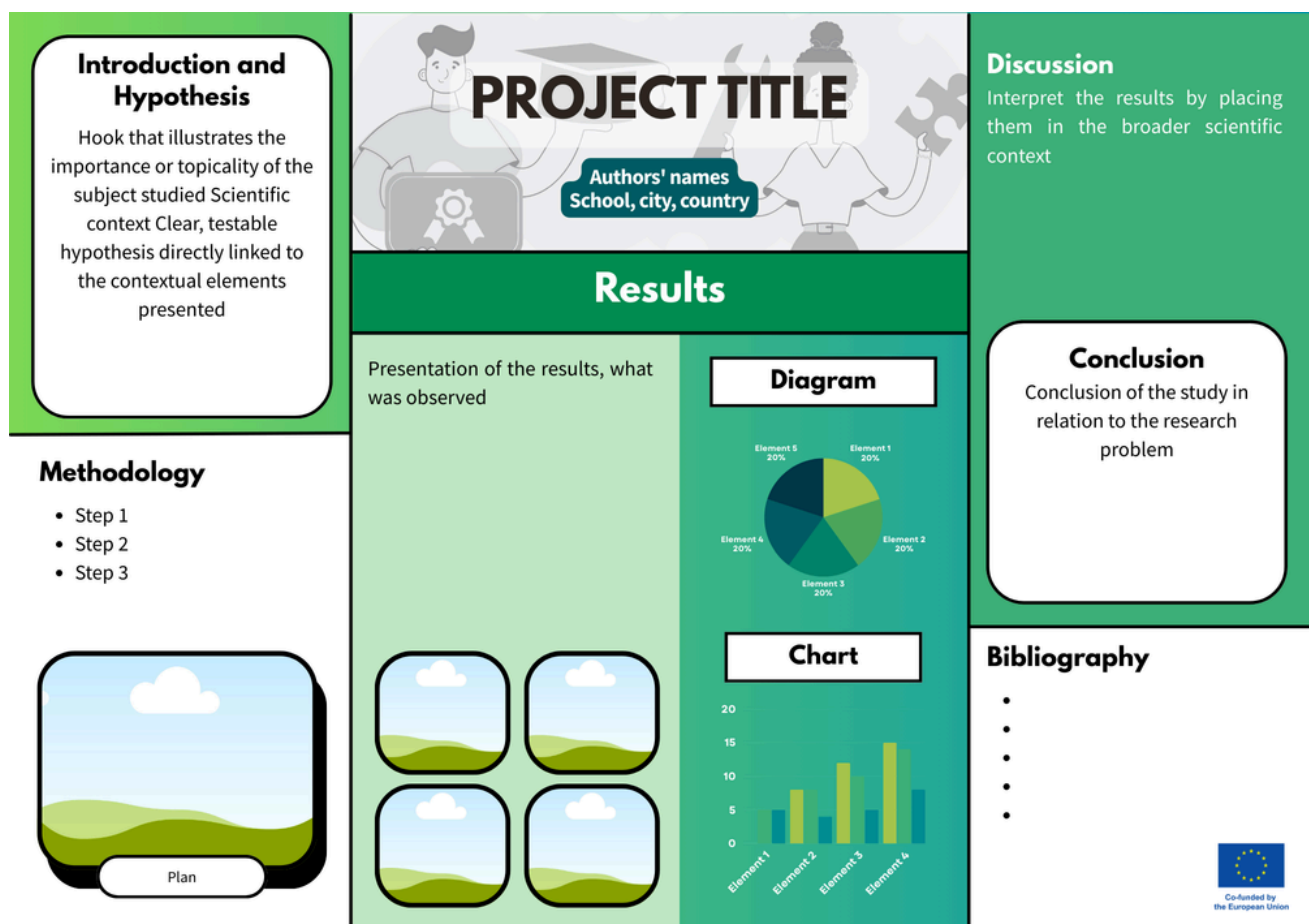 Introduction and
Hypothesis
Hook that illustrates the
importance or topicality of the
subject studied Scientific
context Clear, testable
hypothesis directly linked to
the contextual elements
presented
Methodology
• Step 1
• Step 2
• Step 3
Plan
PROJECT TITLE
Authors' names
School, city, country
Results
Presentation of the results, what
was observed
Diagram
Element 5
20%
Element 1
20%
Element 4
20%
Element 2
20%
Element 3
20%
Chart
20
15
10
5
0
Element 1
Element 2
Element 3
Element 4
Discussion
Interpret the results by placing
them in the broader scientific
context
Conclusion
Conclusion of the study in
relation to the research
problem
Bibliography
Co-funded by
the European Union